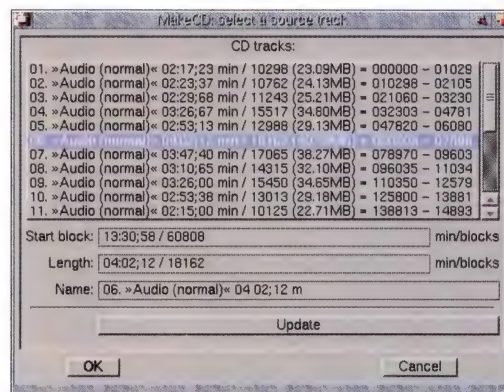 MakeCD: select a source track
CD tracks:
01. »Audio (normal)« 02:17;23 min / 10298 (23.09MB) = 000000 – 01029
02. »Audio (normal)« 02:23;37 min / 10762 (24.13MB) = 010298 – 02105
03. »Audio (normal)« 02:29;68 min / 11243 (25.21MB) = 021060 – 03230
04. »Audio (normal)« 03:26;67 min / 15517 (34.80MB) = 032303 – 04781
05. »Audio (normal)« 02:53;13 min / 12988 (29.13MB) = 047820 – 06080
07. »Audio (normal)« 03:47;40 min / 17065 (38.27MB) = 078970 – 09603
08. »Audio (normal)« 03:10;65 min / 14315 (32.10MB) = 096035 – 11034
09. »Audio (normal)« 03:26;00 min / 15450 (34.65MB) = 110350 – 12579
10. »Audio (normal)« 02:53;38 min / 13013 (29.18MB) = 125800 – 13881
11. »Audio (normal)« 02:15;00 min / 10125 (22.71MB) = 138813 – 14893
Start block: 13:30;58 / 60808 min/blocks
Length: 04:02;12 / 18162 min/blocks
Name: 06. »Audio (normal)« 04 02;12 m
Update
OK Cancel